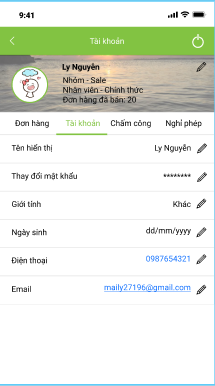 9:41
Tài khoản
Ly Nguyễn
Nhóm - Sale
Nhân viên - Chính thức
Đơn hàng đã bán: 20
Đơn hàng Tài khoản Chấm công Nghỉ phép
Tên hiển thị Ly Nguyễn
Thay đổi mật khẩu ********
Giới tính Khác
Ngày sinh dd/mm/yyyy
Điện thoại 0987654321
Email maily27196@gmail.com